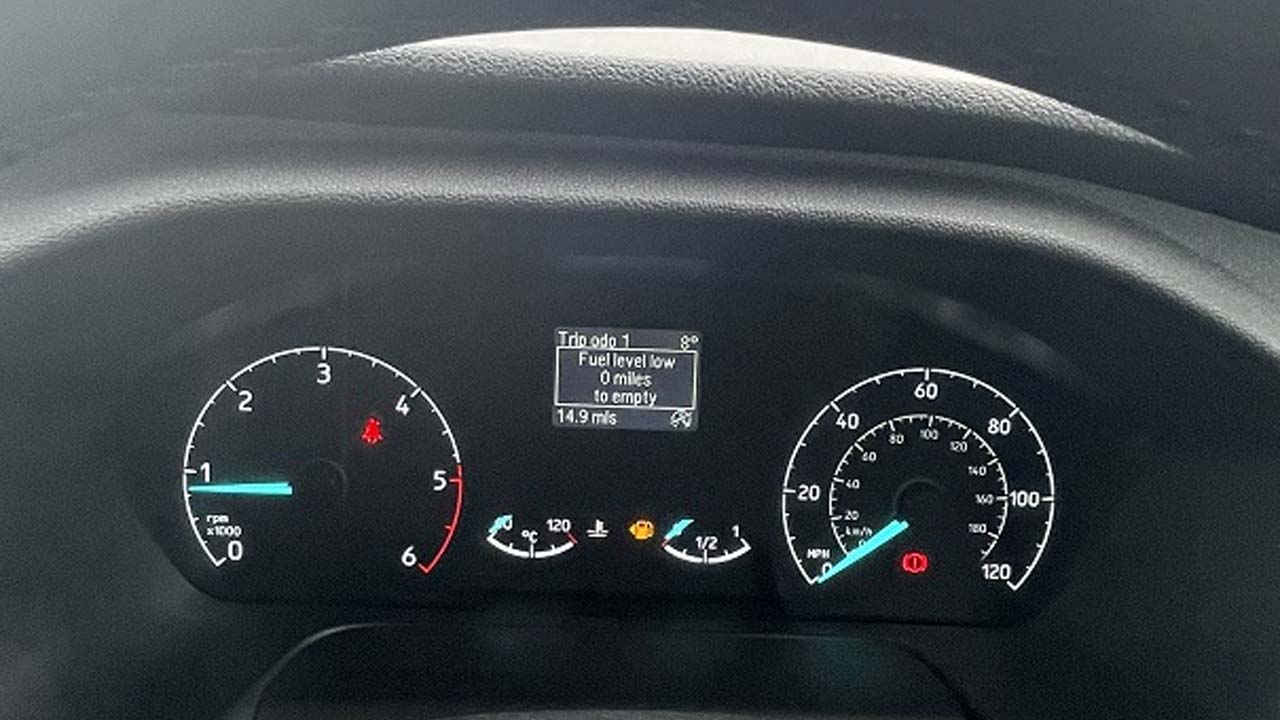 Trip odo 1 8°
Fuel level low
0 miles
to empty
14.9 mls
0 1 2 3 4 5 6
rpm
x1000
120
°C
1/2 1
0 20 40 60 80 100 120
MPH
20 40 60 80 100 120 140 160 180
km/h